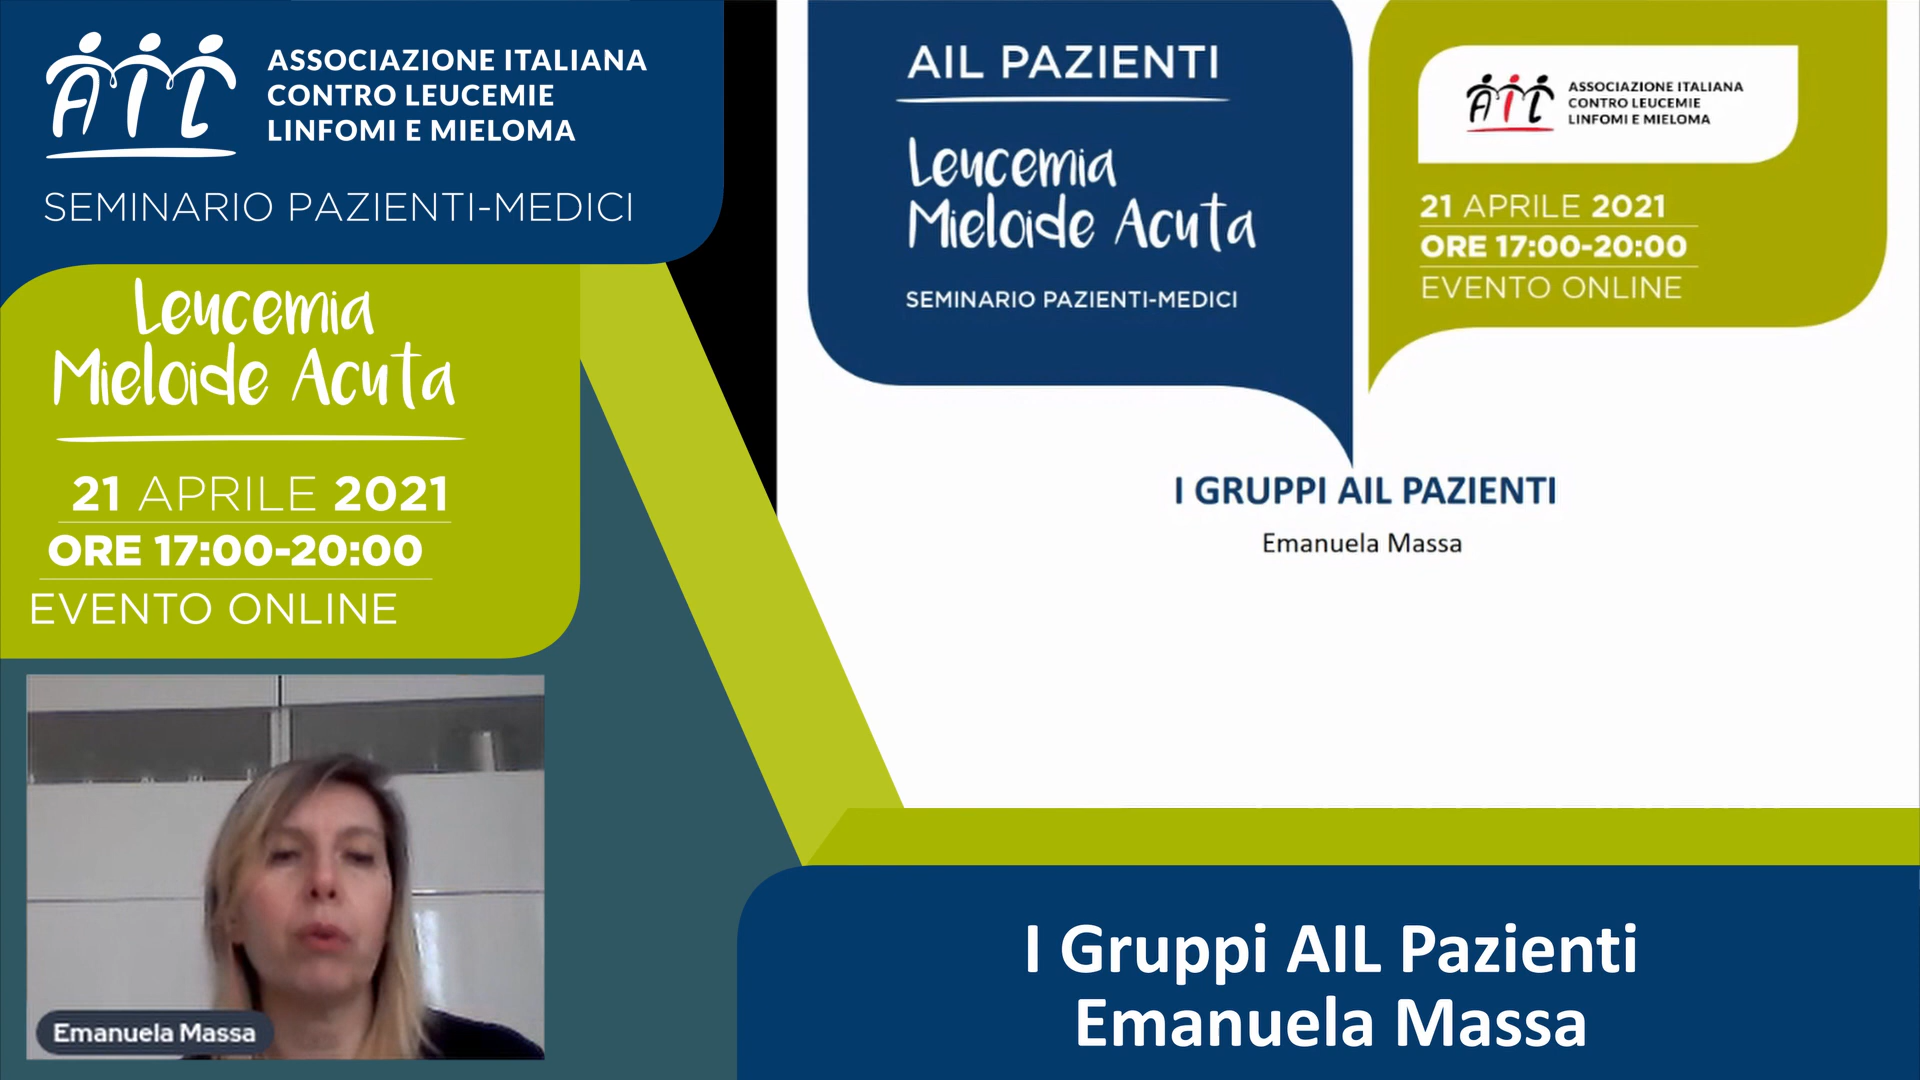 AIL
ASSOCIAZIONE ITALIANA
CONTRO LEUCEMIE
LINFOMI E MIELOMA
SEMINARIO PAZIENTI-MEDICI
Leucemia
Mieloide Acuta
21 APRILE 2021
ORE 17:00-20:00
EVENTO ONLINE
Emanuela Massa
AIL PAZIENTI
Leucemia
Mieloide Acuta
SEMINARIO PAZIENTI-MEDICI
AIL
ASSOCIAZIONE ITALIANA
CONTRO LEUCEMIE
LINFOMI E MIELOMA
21 APRILE 2021
ORE 17:00-20:00
EVENTO ONLINE
I GRUPPI AIL PAZIENTI
Emanuela Massa
I Gruppi AIL Pazienti
Emanuela Massa